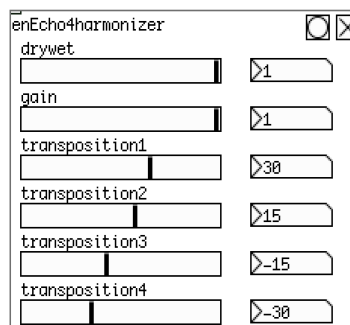 enEcho4harmonizer
drywet
1
gain
1
transposition1
30
transposition2
15
transposition3
-15
transposition4
-30